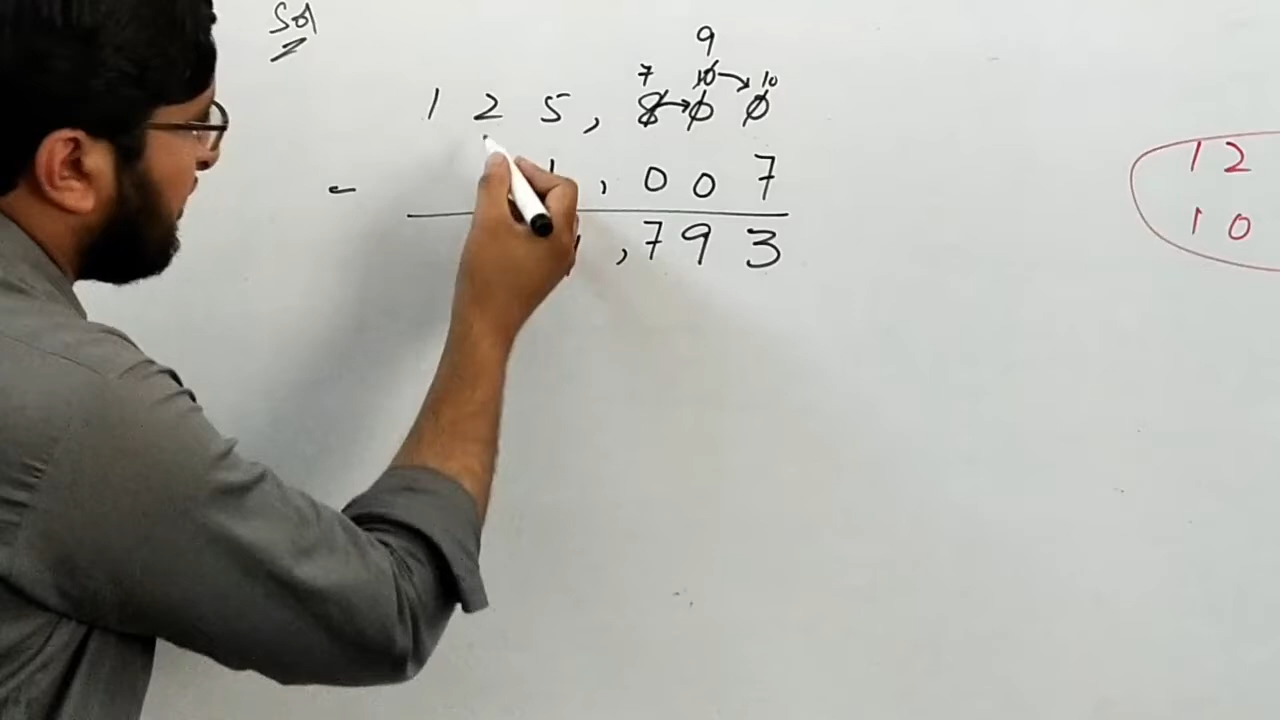 Sol
9
7 10 10
1 2 5 , 8 0 0
- 1 , 0 0 7
, 7 9 3
1 2
1 0